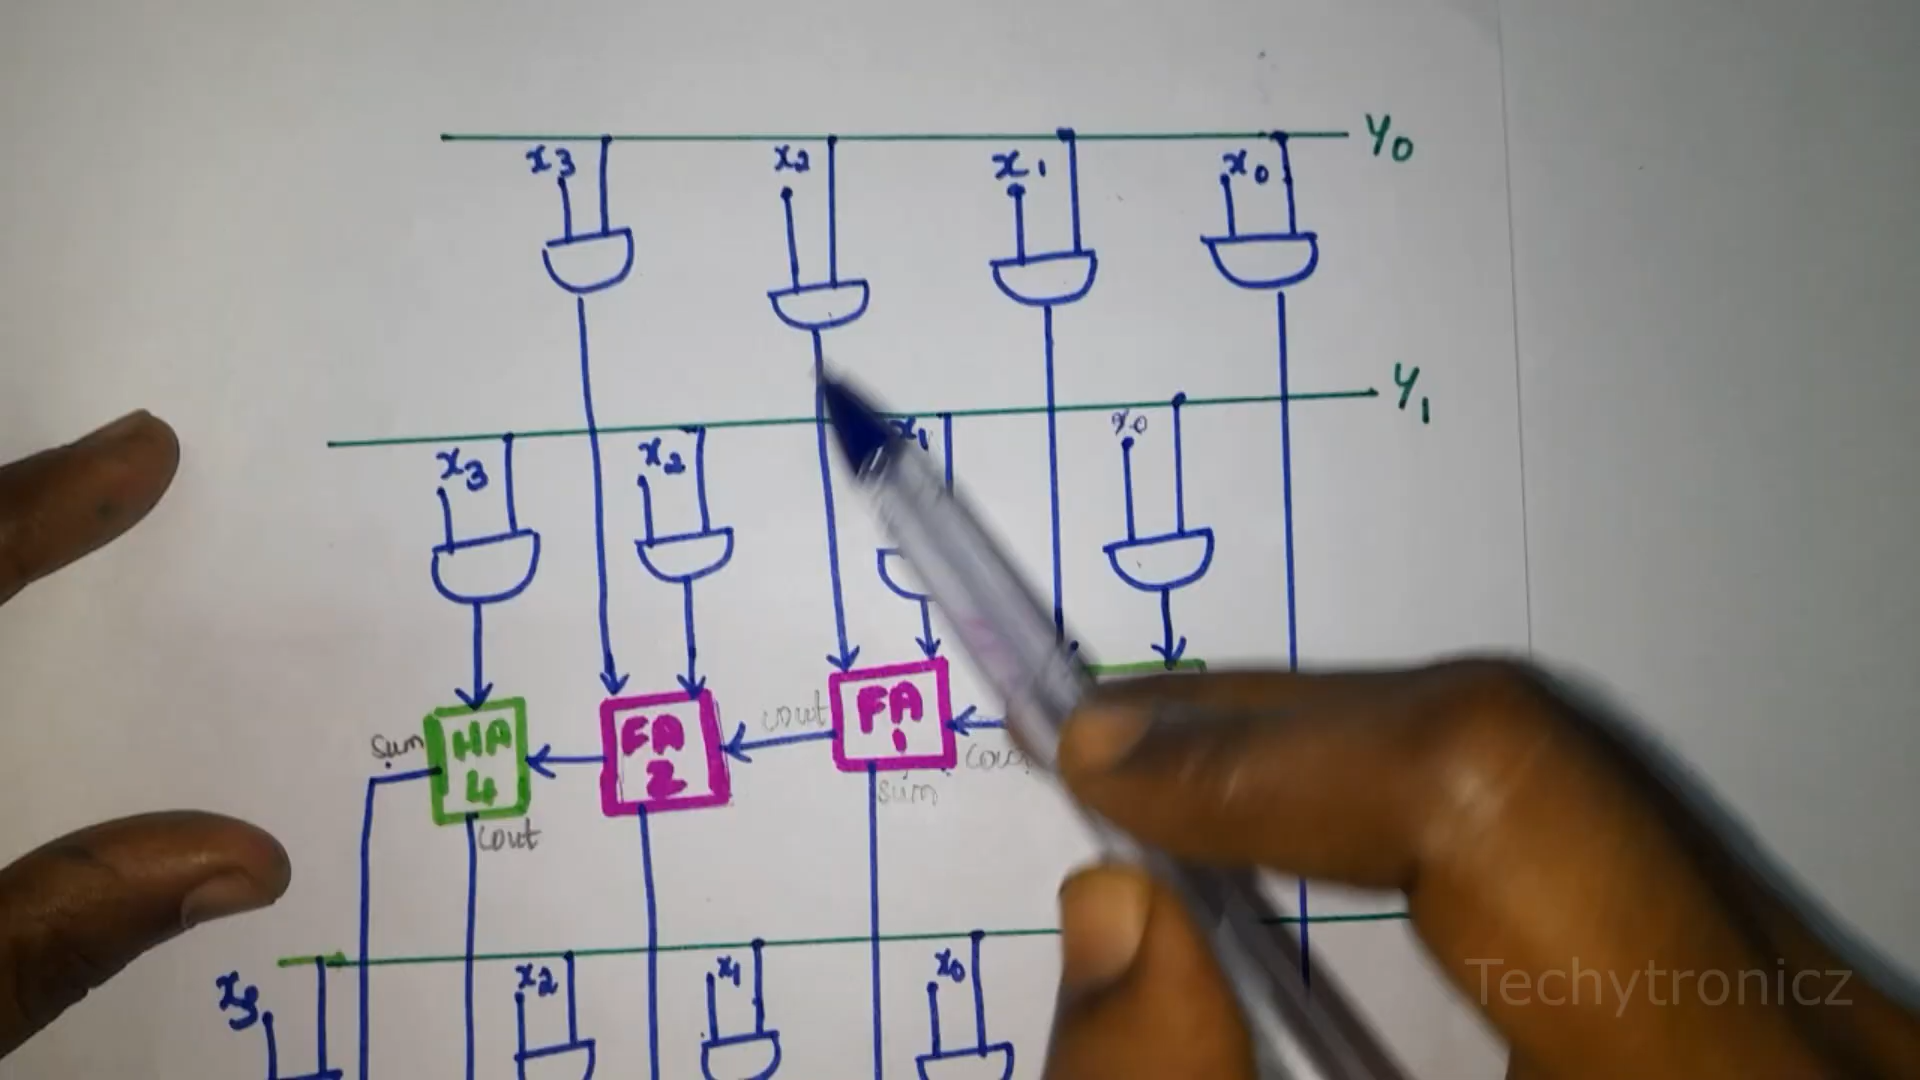 Y0
x3 x2 x1 x0
Y1
x3 x2 x1 x0
sum HA 4 cout
FA 2
cout FA 1 sum
x3 x2 x1 x0
Techytronicz